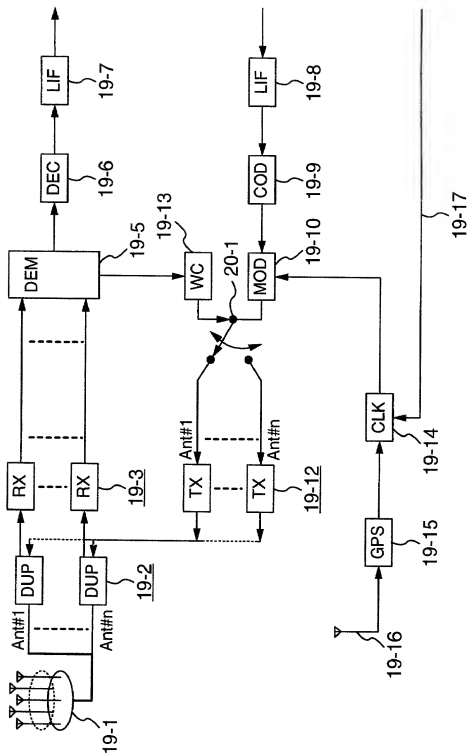 Ant#1
Ant#n
19-1
DUP
DUP
19-2
RX
RX
19-3
DEM
19-5
DEC
19-6
LIF
19-7
LIF
19-8
COD
19-9
MOD
19-10
WC
19-13
20-1
Ant#1
Ant#n
TX
TX
19-12
CLK
19-14
GPS
19-15
19-16
19-17